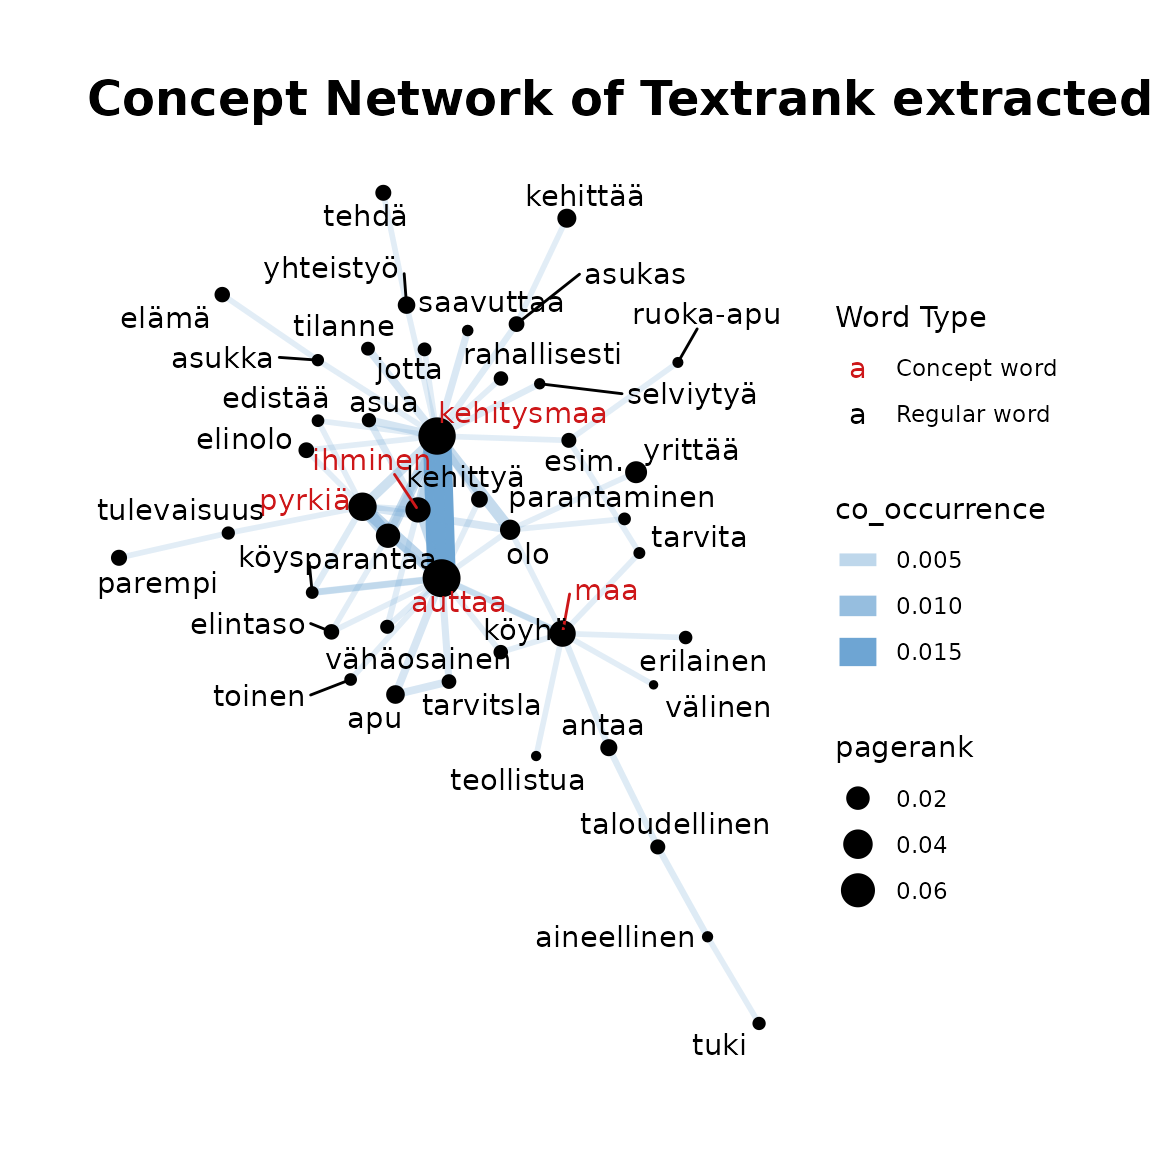 Concept Network of Textrank extracted
kehittää
tehdä
yhteistyö
asukas
saavuttaa
elämä
tilanne
ruoka-apu
asukka
rahallisesti
jotta
selviytyä
edistää
asua
kehitysmaa
elinolo
ihminen
esim.
yrittää
kehittyä
tulevaisuus
pyrkiä
parantaminen
tarvita
köys
parantaa
olo
parempi
auttaa
maa
elintaso
köyhä
vähäosainen
erilainen
toinen
apu
tarvitsla
välinen
antaa
teollistua
taloudellinen
aineellinen
tuki
Word Type
a Concept word
a Regular word
co_occurrence
0.005
0.010
0.015
pagerank
0.02
0.04
0.06